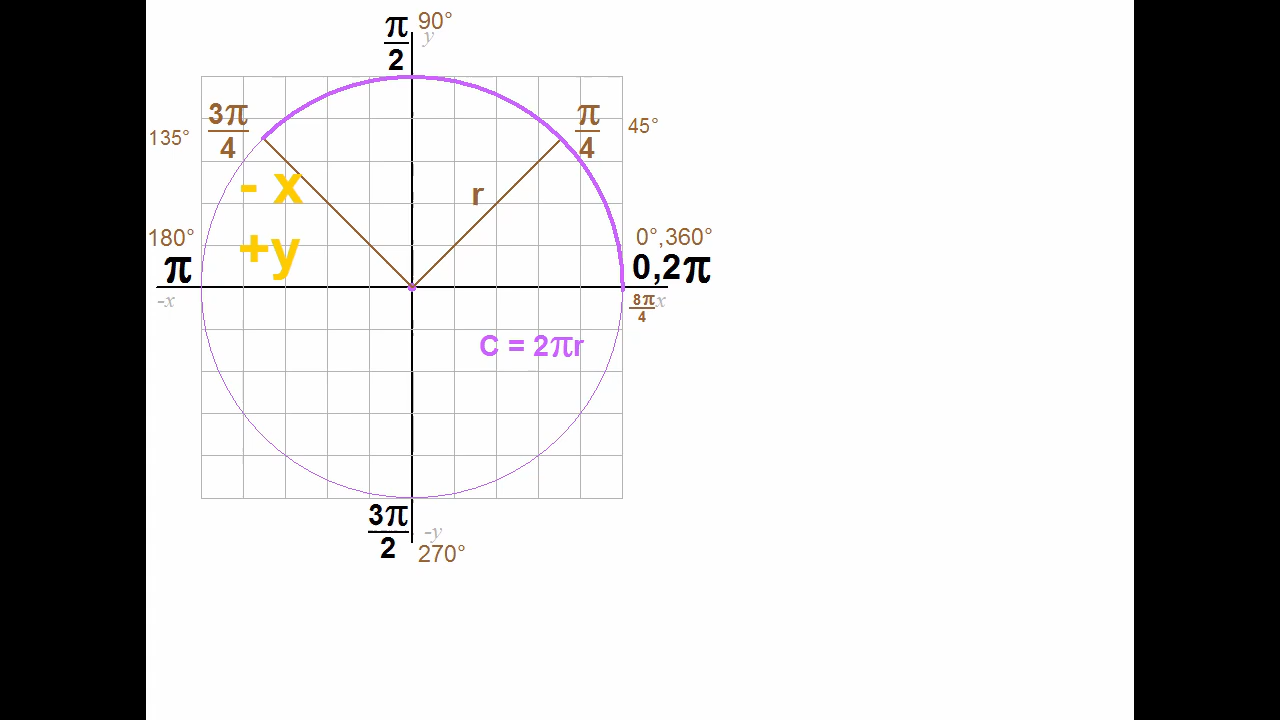 π/2 90°
y
3π/4
π/4
135°
45°
- x
r
180°
+y
0°,360°
π
0,2π
-x
8π/4
x
C = 2πr
3π/2
-y
270°